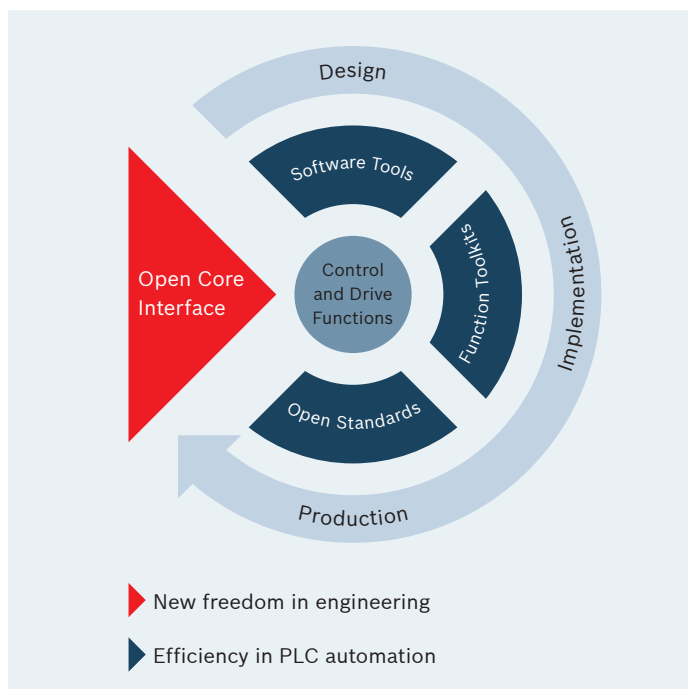 Design
Software Tools
Function Toolkits
Implementation
Open Core
Interface
Control
and Drive
Functions
Open Standards
Production
New freedom in engineering
Efficiency in PLC automation